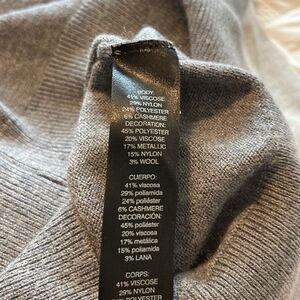 BODY:
41% VISCOSE
29% NYLON
24% POLYESTER
6% CASHMERE
DECORATION:
45% POLYESTER
20% VISCOSE
17% METALLIC
15% NYLON
3% WOOL
CUERPO:
41% viscosa
29% poliamida
24% poliéster
6% CASHMERE
DECORACIÓN:
45% poliéster
20% viscosa
17% metálica
15% poliamida
3% LANA
CORPS:
41% VISCOSE
29% NYLON
POLYESTER